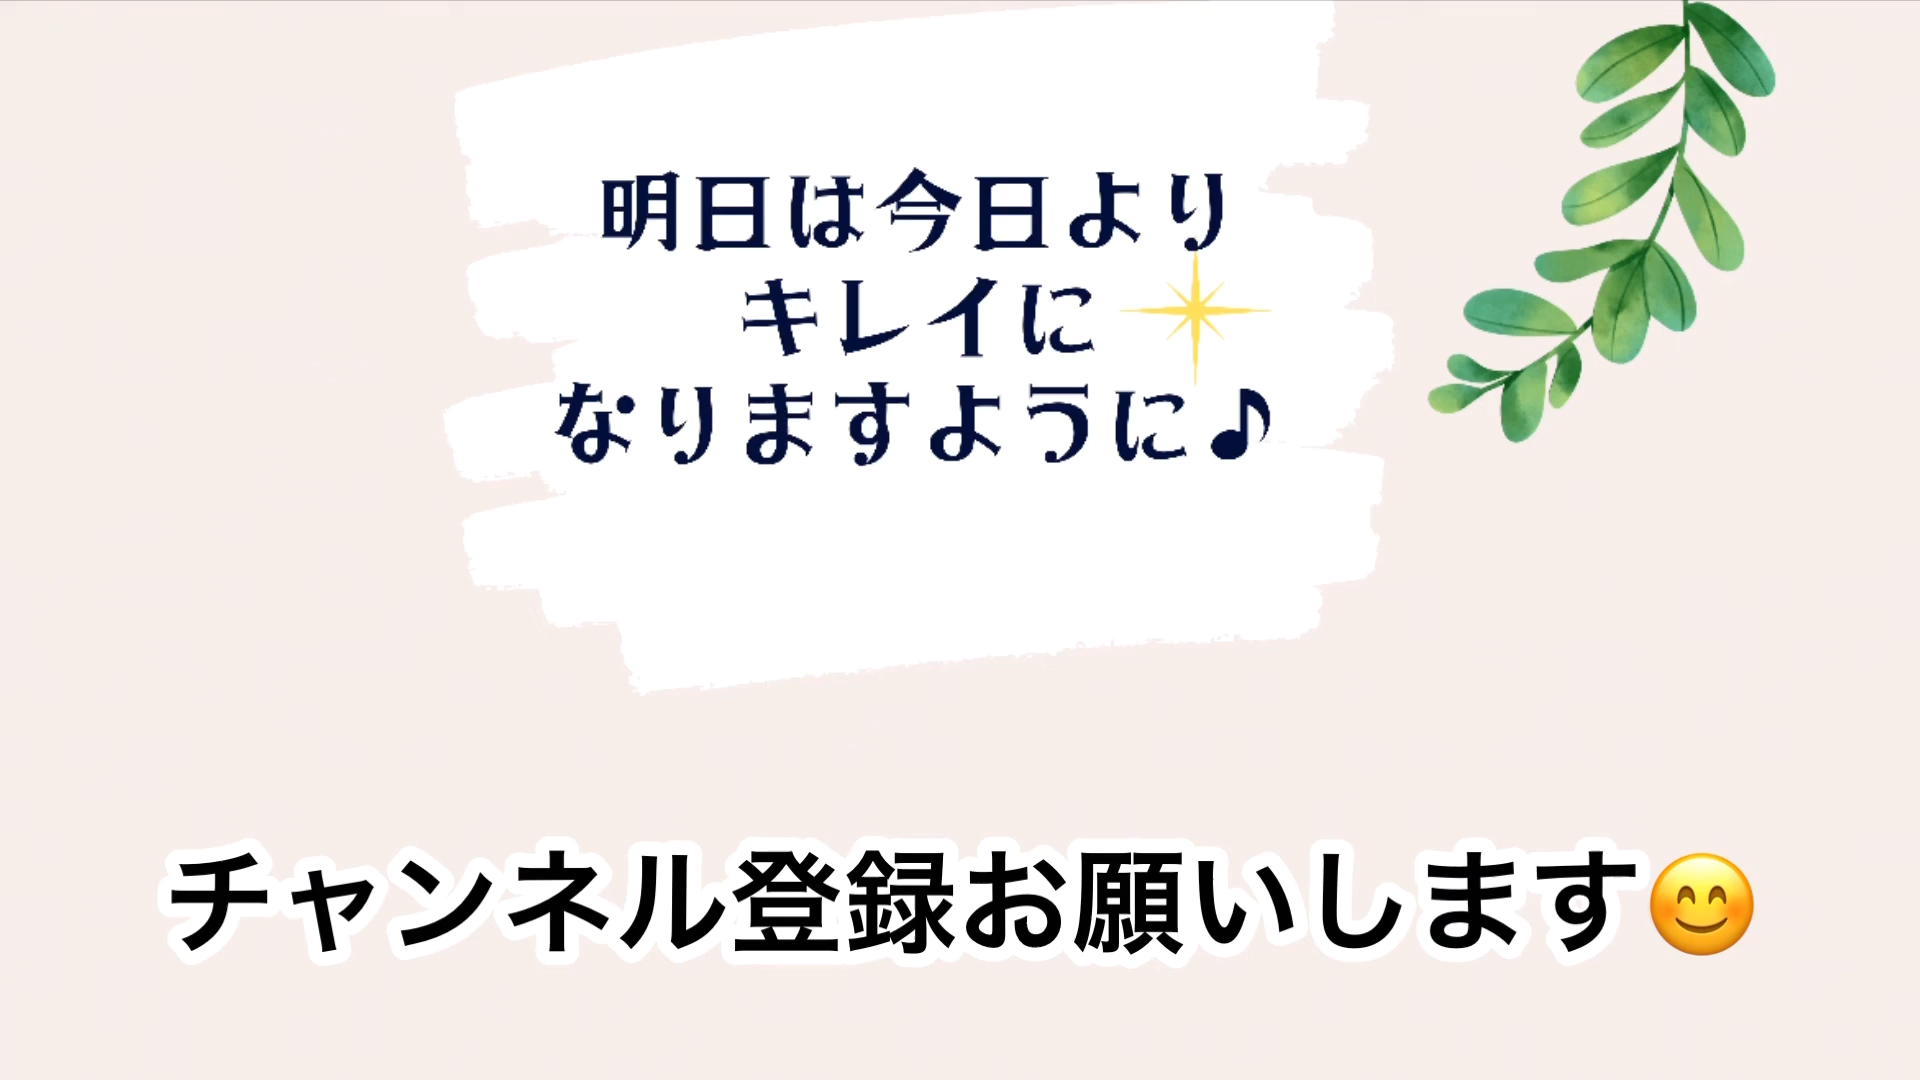 明日は今日より
キレイに
なりますように♪
チャンネル登録お願いします😊